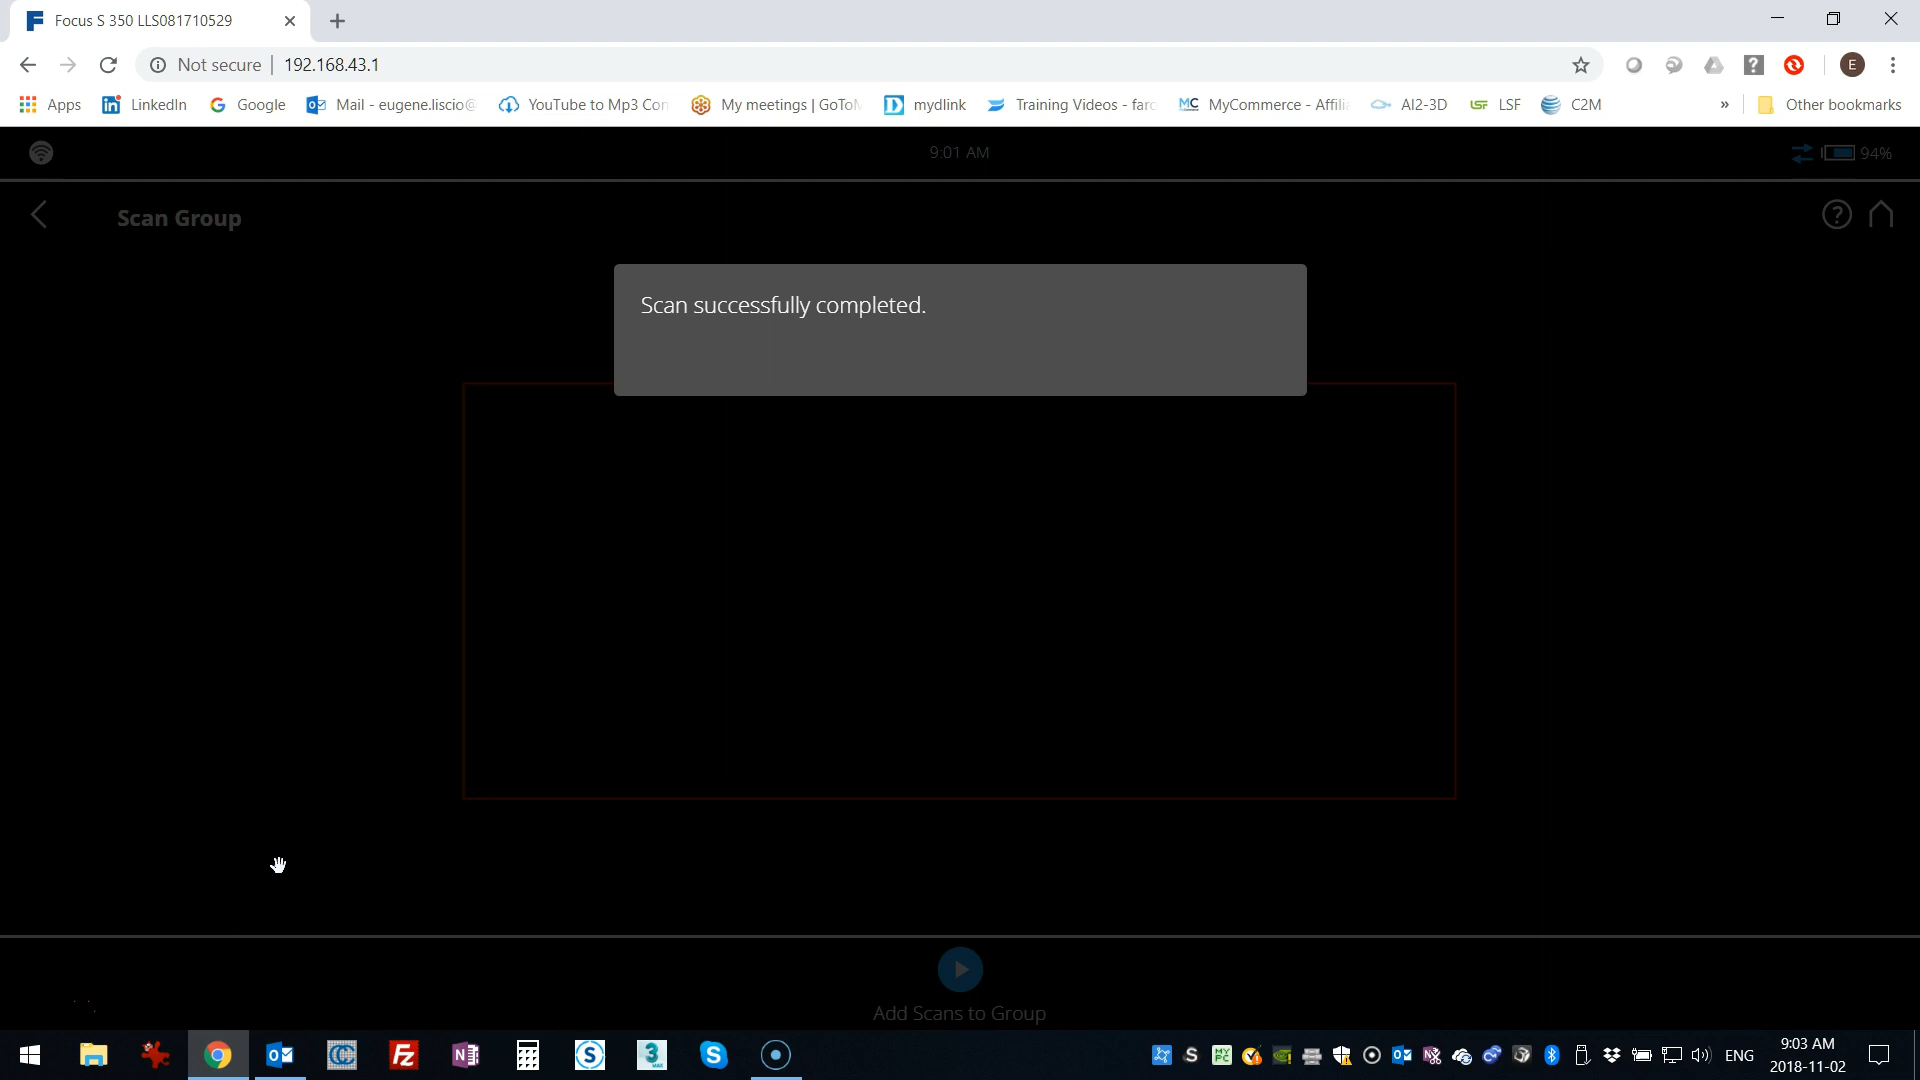 Focus S 350 LLS081710529
Not secure 192.168.43.1
E
Apps LinkedIn Google Mail - eugene.liscio@ YouTube to Mp3 Con My meetings | GoTo mydlink Training Videos - faro MyCommerce - Affili AI2-3D LSF C2M » Other bookmarks
9:01 AM 94%
Scan Group
Scan successfully completed.
Add Scans to Group
ENG 9:03 AM
2018-11-02